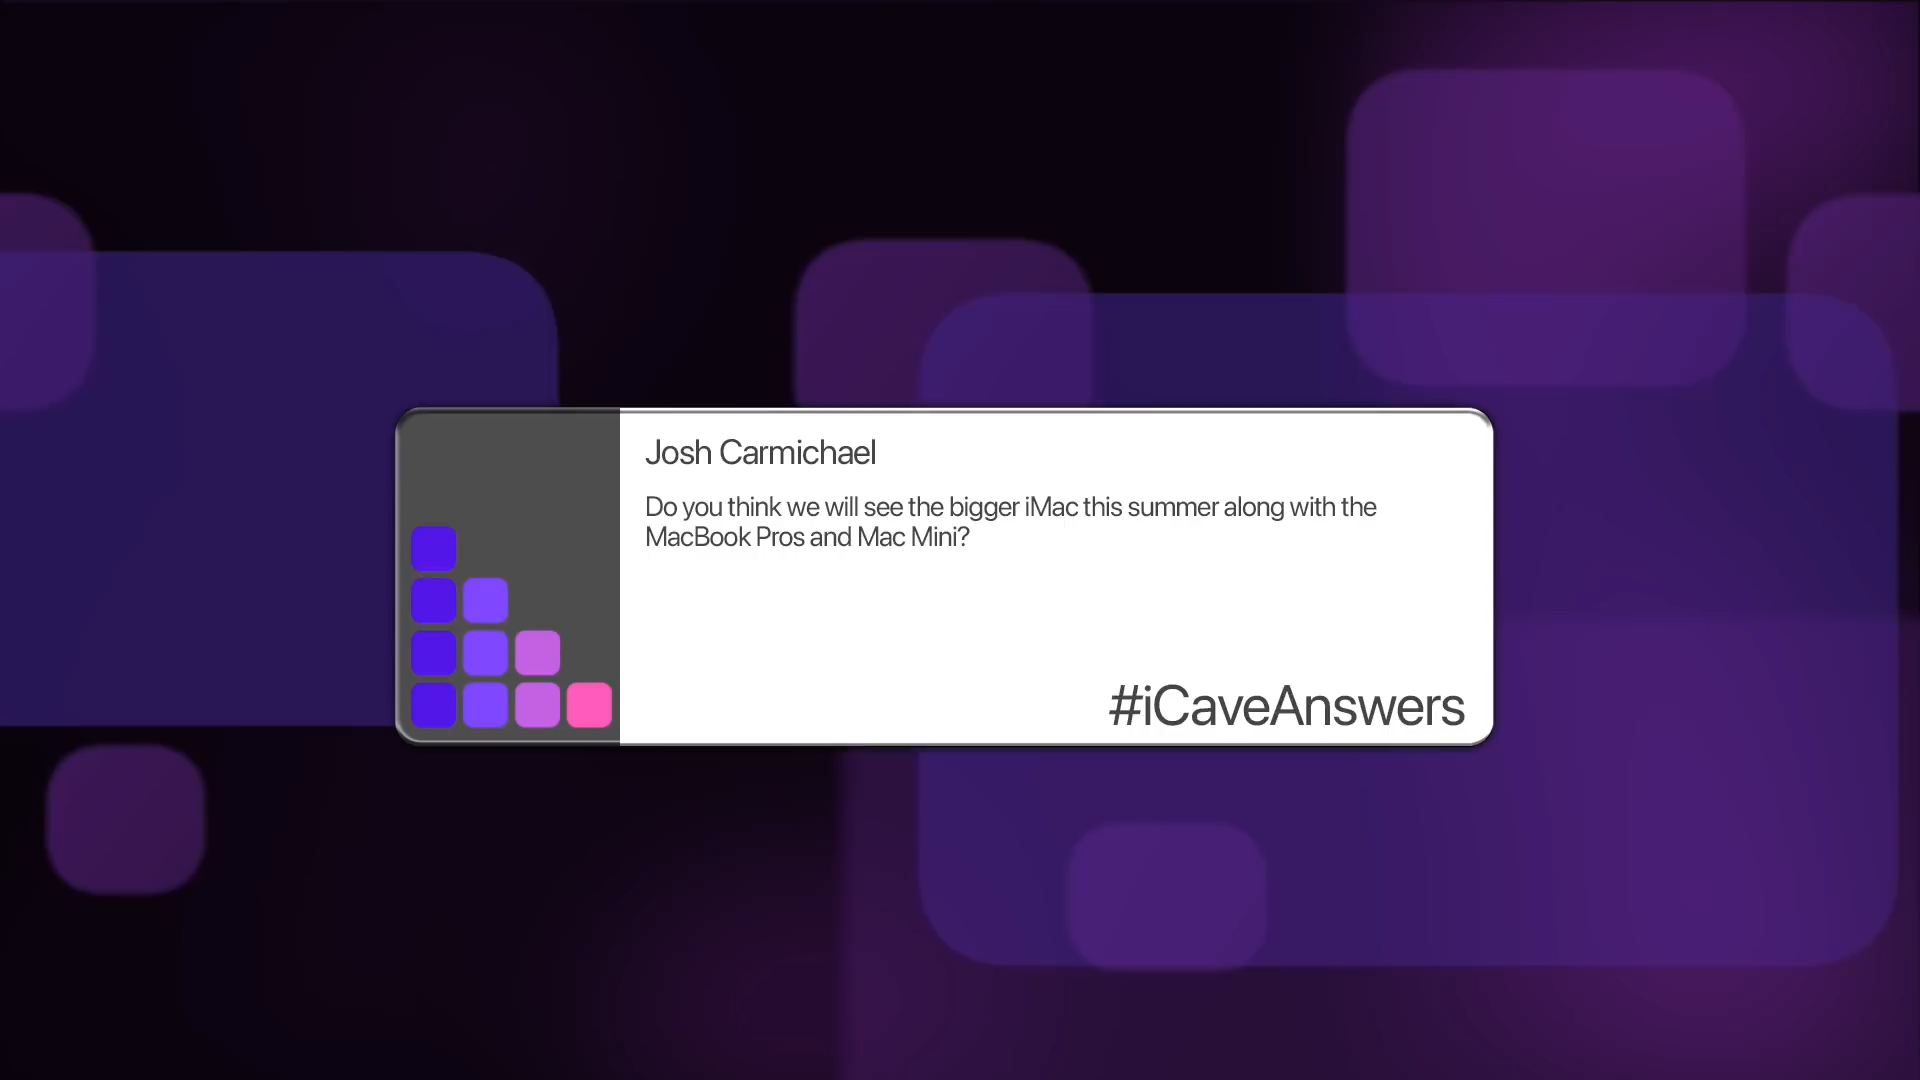 Josh Carmichael
Do you think we will see the bigger iMac this summer along with the
MacBook Pros and Mac Mini?
#iCaveAnswers